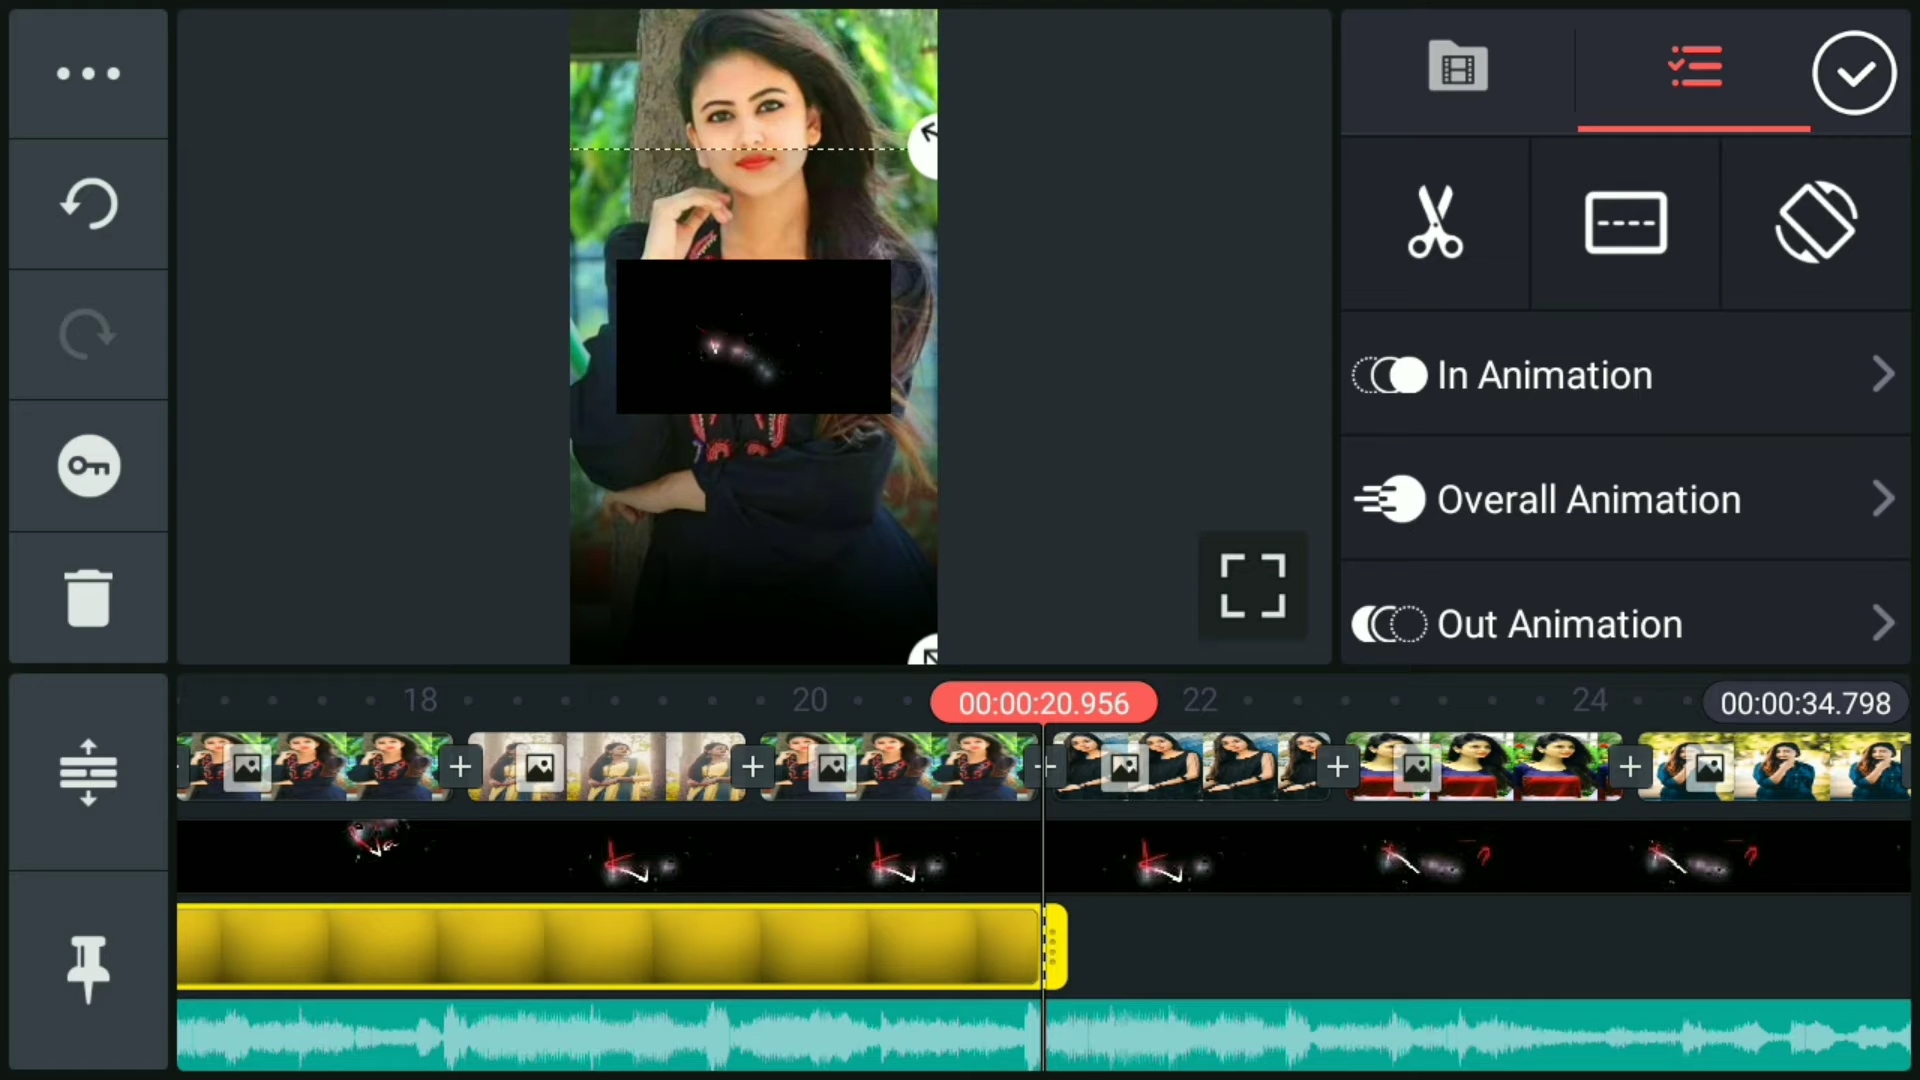 In Animation
Overall Animation
Out Animation
18
20
00:00:20.956
22
24
00:00:34.798